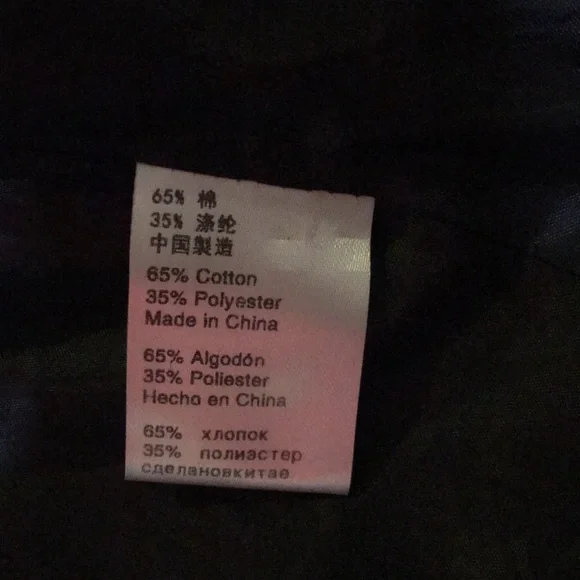 65% 棉
35% 涤纶
中国製造
65% Cotton
35% Polyester
Made in China
65% Algodón
35% Poliester
Hecho en China
65% хлопок
35% полиэстер
сделановкитае